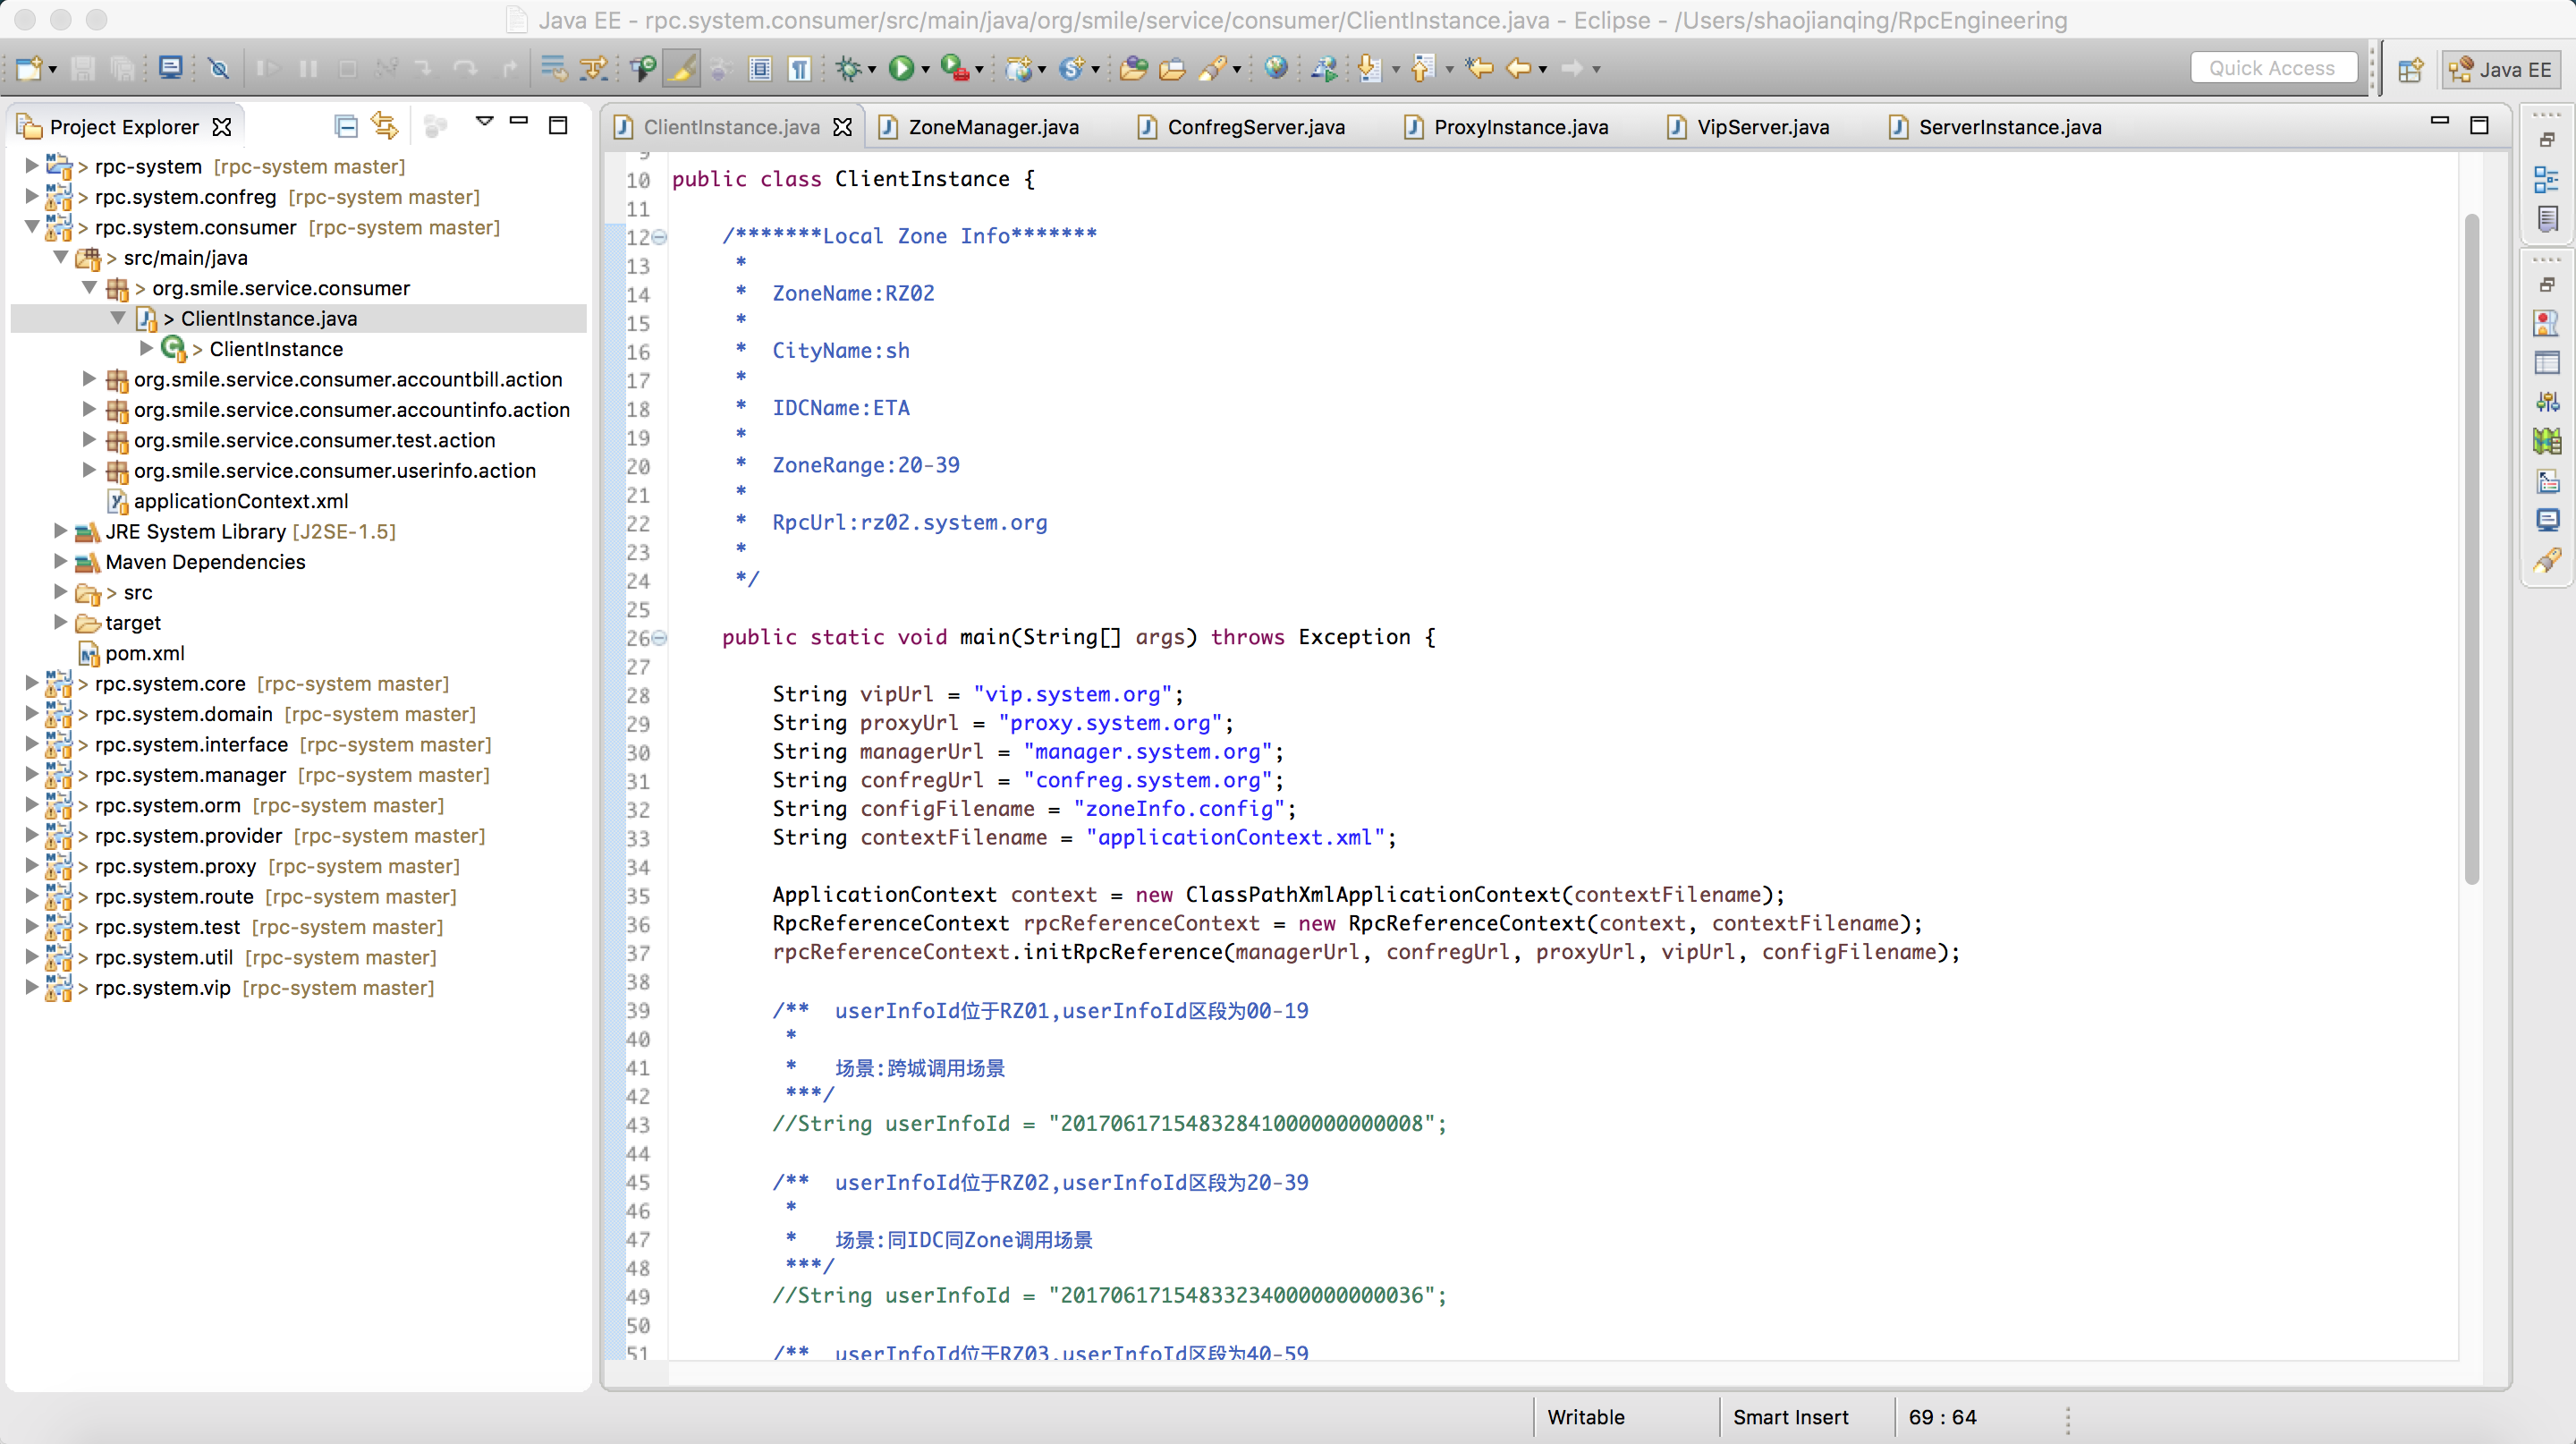 Java EE - rpc.system.consumer/src/main/java/org/smile/service/consumer/ClientInstance.java - Eclipse - /Users/shaojianqing/RpcEngineering
Quick Access
Java EE
Project Explorer
> rpc-system [rpc-system master]
> rpc.system.confreg [rpc-system master]
> rpc.system.consumer [rpc-system master]
> src/main/java
> org.smile.service.consumer
> ClientInstance.java
> ClientInstance
org.smile.service.consumer.accountbill.action
org.smile.service.consumer.accountinfo.action
org.smile.service.consumer.test.action
org.smile.service.consumer.userinfo.action
applicationContext.xml
JRE System Library [J2SE-1.5]
Maven Dependencies
> src
target
pom.xml
> rpc.system.core [rpc-system master]
> rpc.system.domain [rpc-system master]
> rpc.system.interface [rpc-system master]
> rpc.system.manager [rpc-system master]
> rpc.system.orm [rpc-system master]
> rpc.system.provider [rpc-system master]
> rpc.system.proxy [rpc-system master]
> rpc.system.route [rpc-system master]
> rpc.system.test [rpc-system master]
> rpc.system.util [rpc-system master]
> rpc.system.vip [rpc-system master]
ClientInstance.java ZoneManager.java ConfregServer.java ProxyInstance.java VipServer.java ServerInstance.java
9
10 public class ClientInstance {
11
12 /*******Local Zone Info*******
13 *
14 * ZoneName:RZ02
15 *
16 * CityName:sh
17 *
18 * IDCName:ETA
19 *
20 * ZoneRange:20-39
21 *
22 * RpcUrl:rz02.system.org
23 *
24 */
25
26 public static void main(String[] args) throws Exception {
27
28 String vipUrl = "vip.system.org";
29 String proxyUrl = "proxy.system.org";
30 String managerUrl = "manager.system.org";
31 String confregUrl = "confreg.system.org";
32 String configFilename = "zoneInfo.config";
33 String contextFilename = "applicationContext.xml";
34
35 ApplicationContext context = new ClassPathXmlApplicationContext(contextFilename);
36 RpcReferenceContext rpcReferenceContext = new RpcReferenceContext(context, contextFilename);
37 rpcReferenceContext.initRpcReference(managerUrl, confregUrl, proxyUrl, vipUrl, configFilename);
38
39 /** userInfoId位于RZ01,userInfoId区段为00-19
40 *
41 * 场景:跨城调用场景
42 ***/
43 //String userInfoId = "20170617154832841000000000008";
44
45 /** userInfoId位于RZ02,userInfoId区段为20-39
46 *
47 * 场景:同IDC同Zone调用场景
48 ***/
49 //String userInfoId = "20170617154833234000000000036";
50
51 /** userInfoId位于RZ03,userInfoId区段为40-59
Writable
Smart Insert
69 : 64